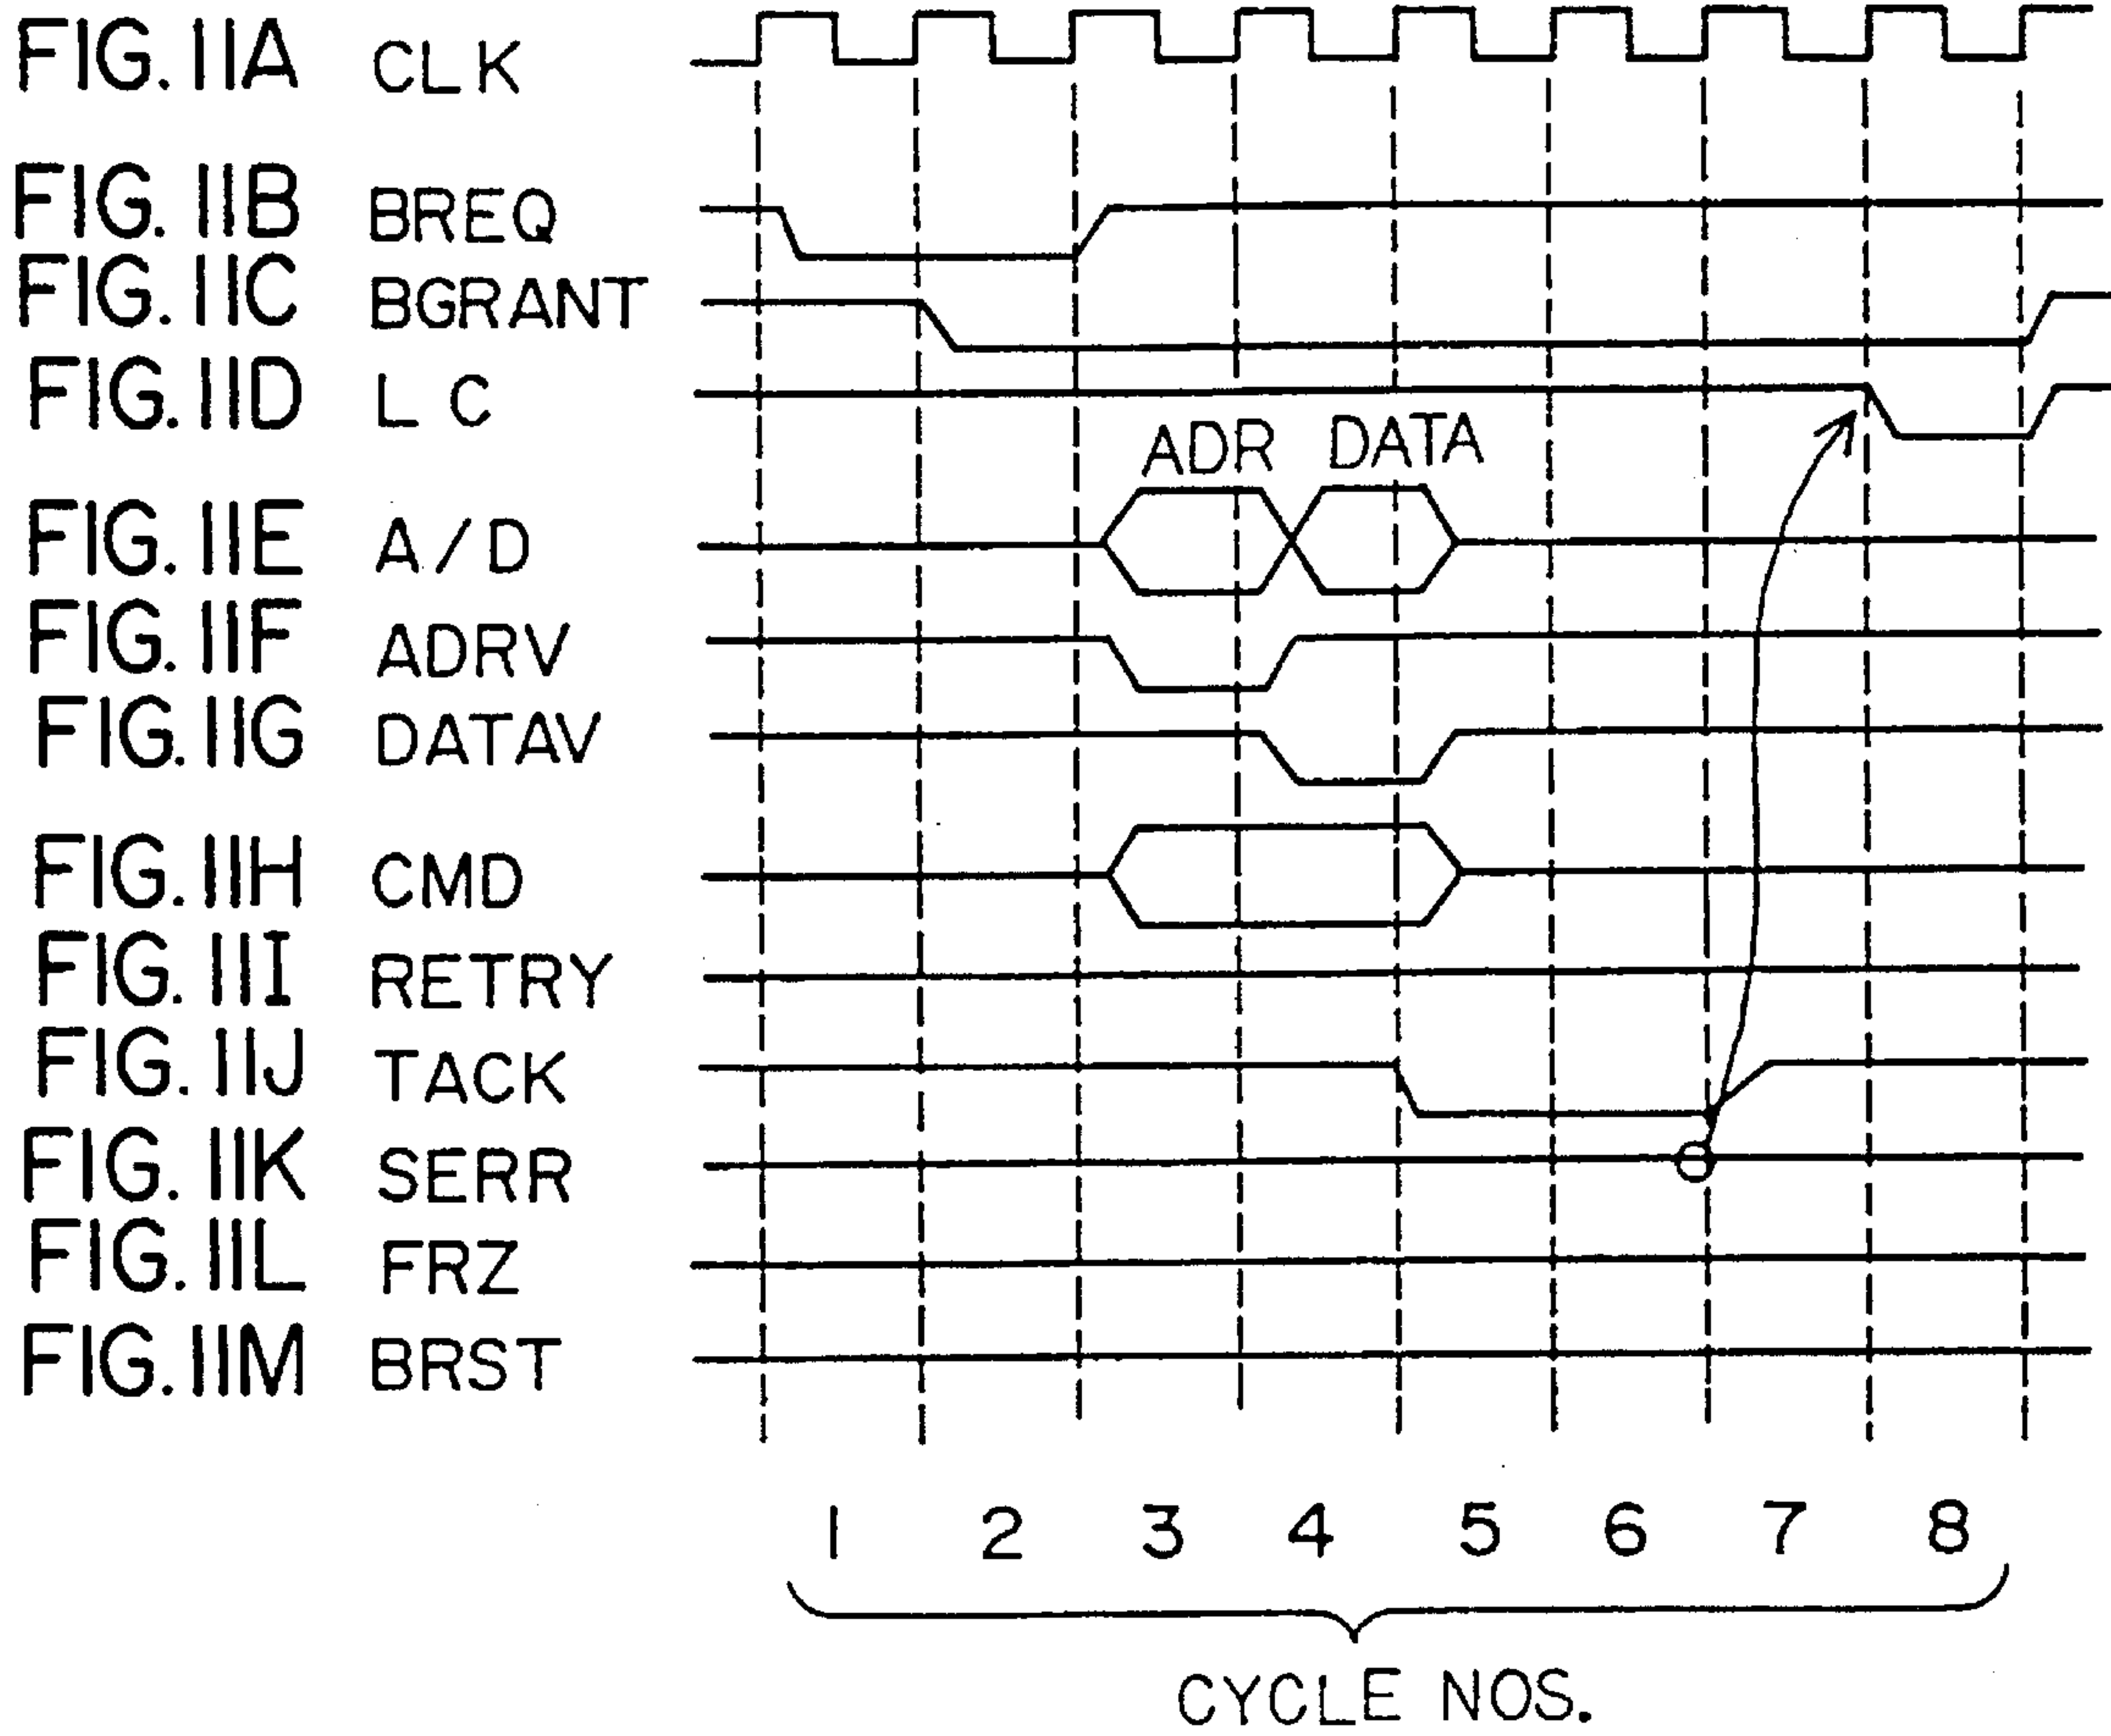 FIG. 11A CLK
FIG. 11B BREQ
FIG. 11C BGRANT
FIG. 11D LC
ADR DATA
FIG. 11E A/D
FIG. 11F ADRV
FIG. 11G DATAV
FIG. 11H CMD
FIG. 11I RETRY
FIG. 11J TACK
FIG. 11K SERR
FIG. 11L FRZ
FIG. 11M BRST
1 2 3 4 5 6 7 8
CYCLE NOS.